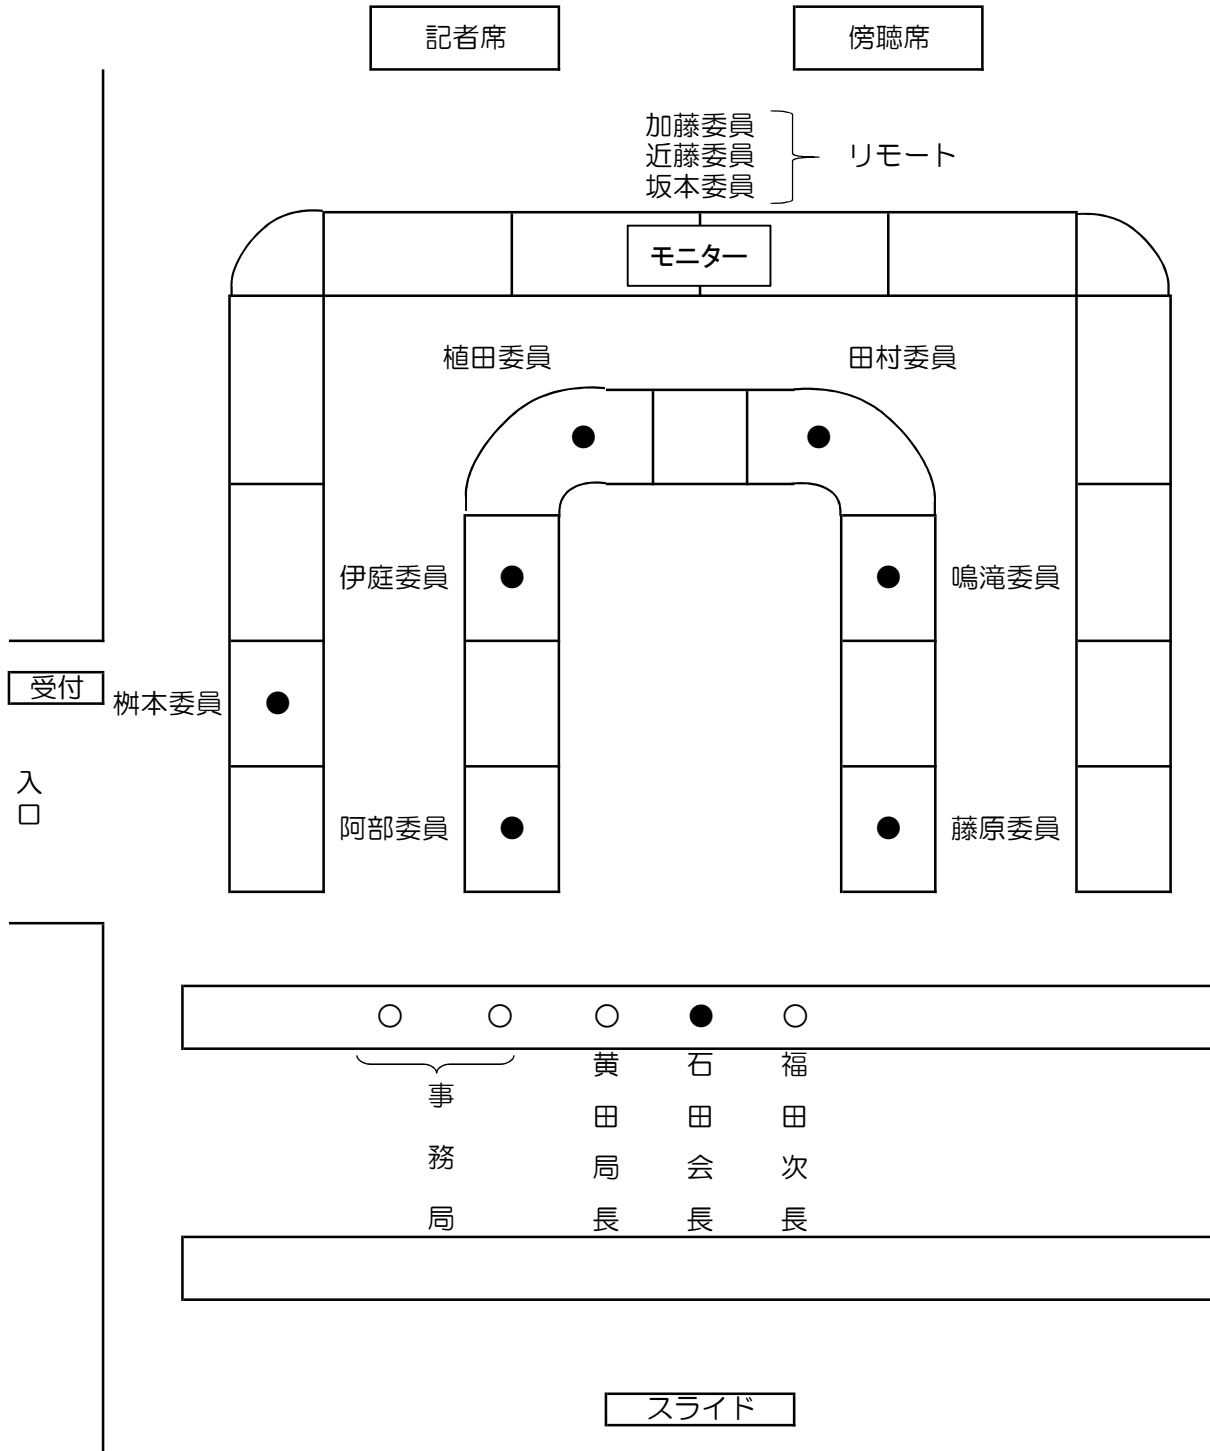 記者席
傍聴席
加藤委員
近藤委員
坂本委員
リモート
モニター
植田委員
田村委員
伊庭委員
鳴滝委員
受付
桝本委員
入口
阿部委員
藤原委員
事務局
黄田局長
石田会長
福田次長
スライド